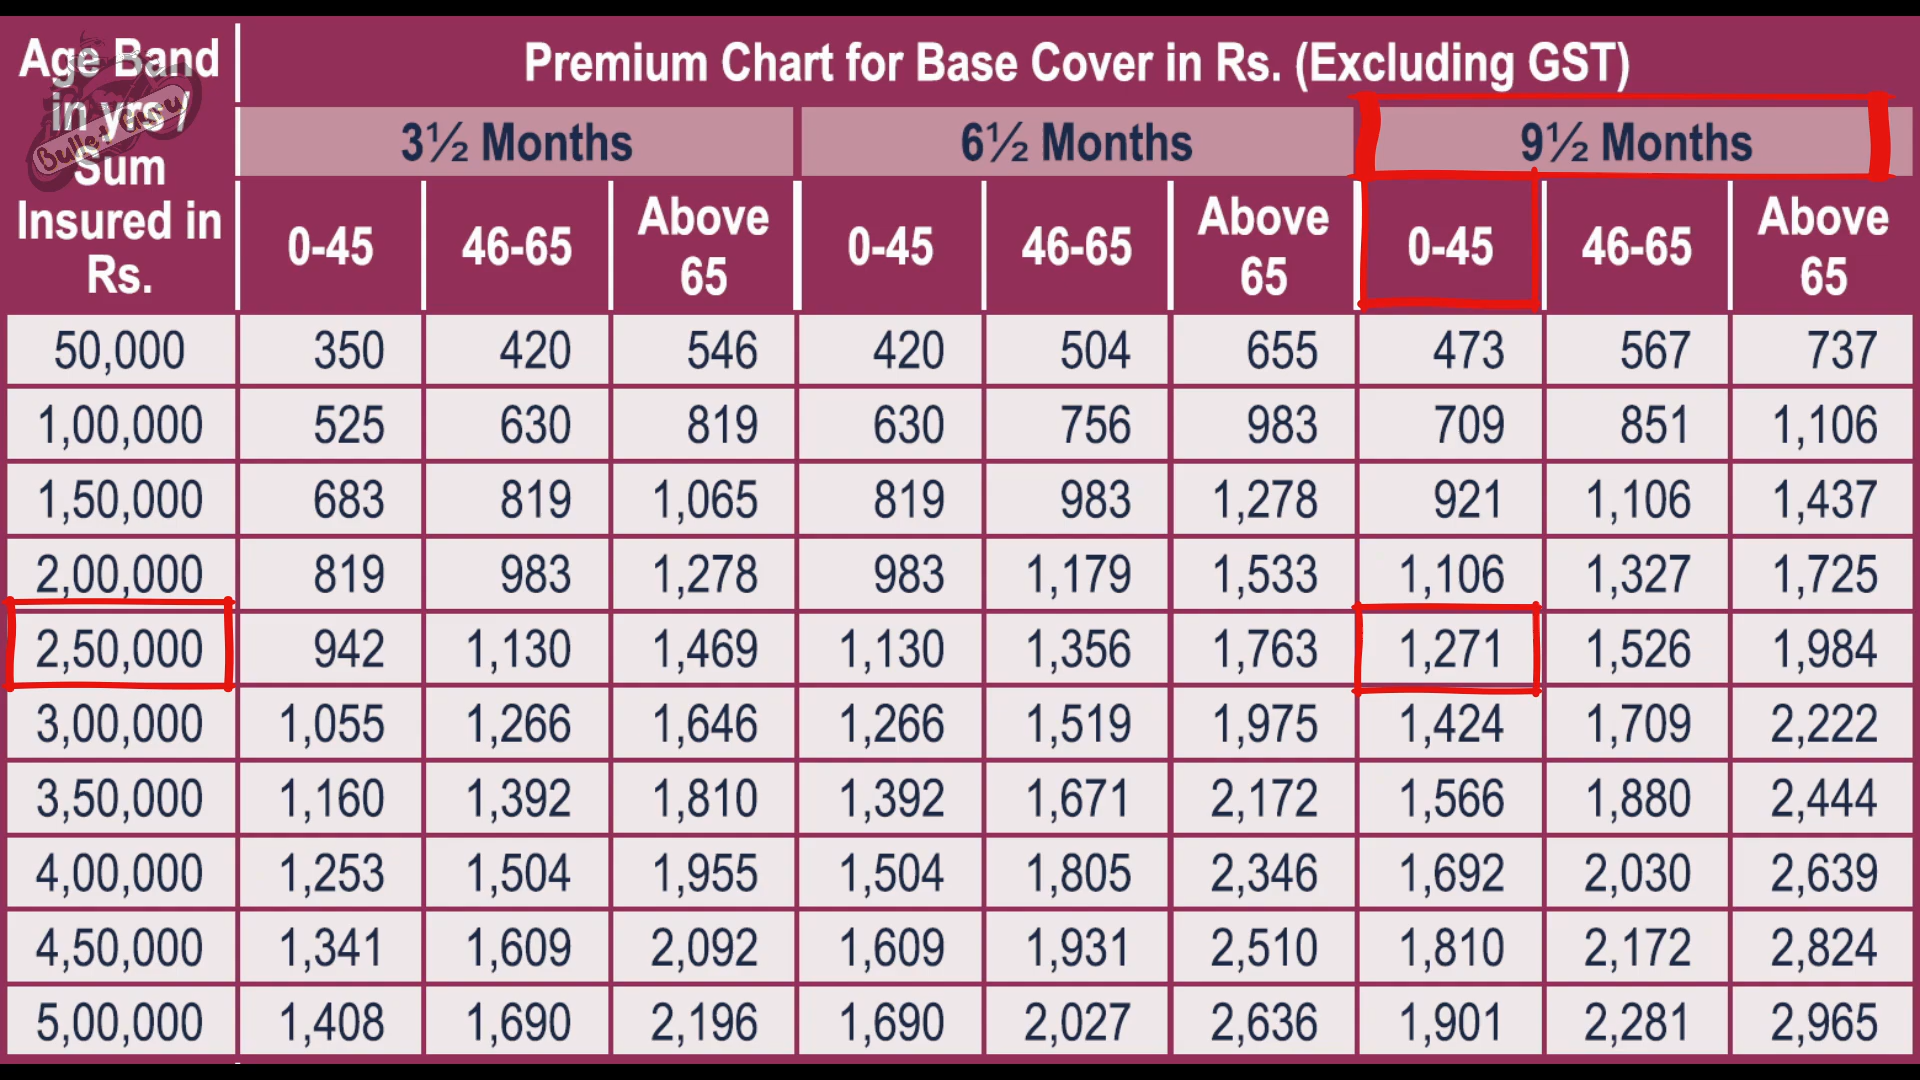 Age Band
in yrs /
Sum
Insured in
Rs.
Premium Chart for Base Cover in Rs. (Excluding GST)
3½ Months 6½ Months 9½ Months
0-45 46-65 Above 65 0-45 46-65 Above 65 0-45 46-65 Above 65
50,000 350 420 546 420 504 655 473 567 737
1,00,000 525 630 819 630 756 983 709 851 1,106
1,50,000 683 819 1,065 819 983 1,278 921 1,106 1,437
2,00,000 819 983 1,278 983 1,179 1,533 1,106 1,327 1,725
2,50,000 942 1,130 1,469 1,130 1,356 1,763 1,271 1,526 1,984
3,00,000 1,055 1,266 1,646 1,266 1,519 1,975 1,424 1,709 2,222
3,50,000 1,160 1,392 1,810 1,392 1,671 2,172 1,566 1,880 2,444
4,00,000 1,253 1,504 1,955 1,504 1,805 2,346 1,692 2,030 2,639
4,50,000 1,341 1,609 2,092 1,609 1,931 2,510 1,810 2,172 2,824
5,00,000 1,408 1,690 2,196 1,690 2,027 2,636 1,901 2,281 2,965